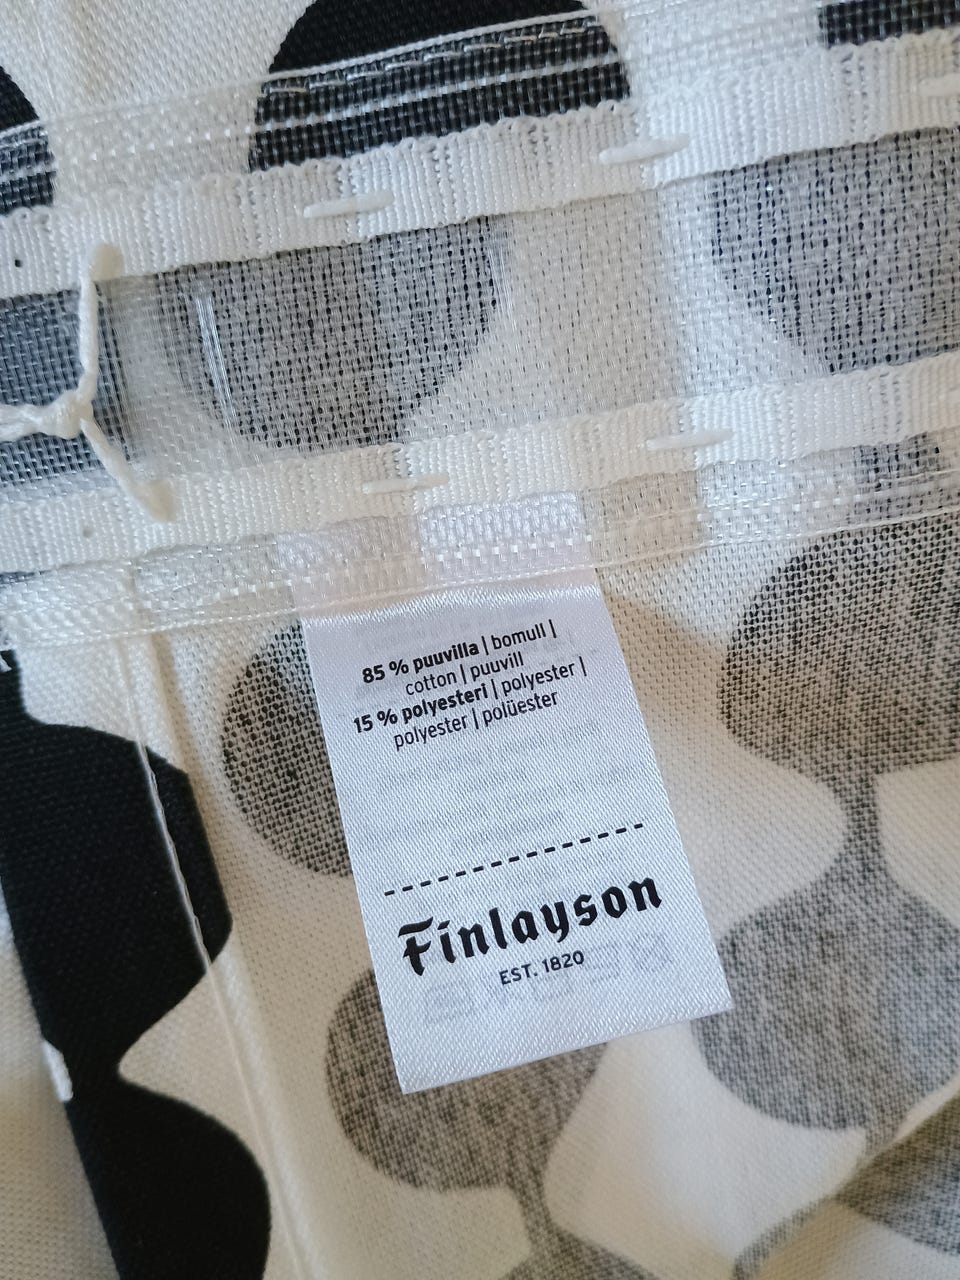 85 % puuvilla | bomull |
cotton | puuvill
15 % polyesteri | polyester |
polyester | polüester
Finlayson
EST. 1820